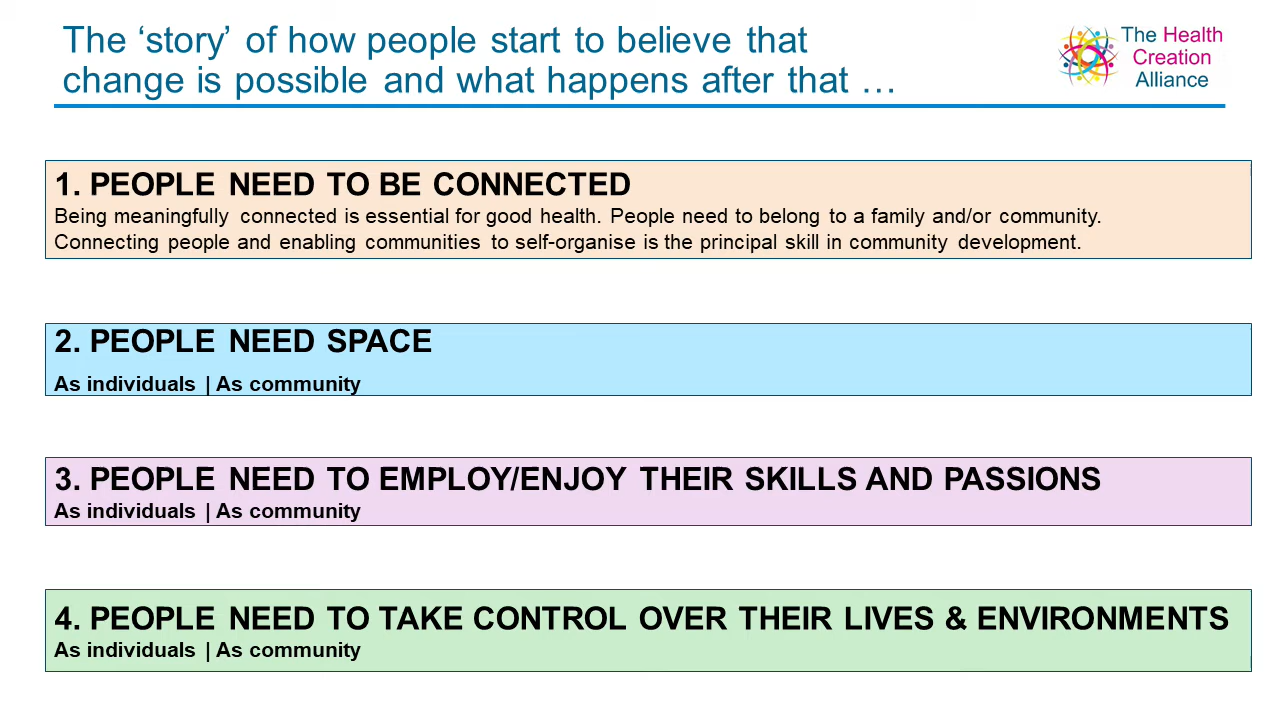 The ‘story’ of how people start to believe that
change is possible and what happens after that …
The Health
Creation
Alliance
1. PEOPLE NEED TO BE CONNECTED
Being meaningfully connected is essential for good health. People need to belong to a family and/or community.
Connecting people and enabling communities to self-organise is the principal skill in community development.
2. PEOPLE NEED SPACE
As individuals | As community
3. PEOPLE NEED TO EMPLOY/ENJOY THEIR SKILLS AND PASSIONS
As individuals | As community
4. PEOPLE NEED TO TAKE CONTROL OVER THEIR LIVES & ENVIRONMENTS
As individuals | As community